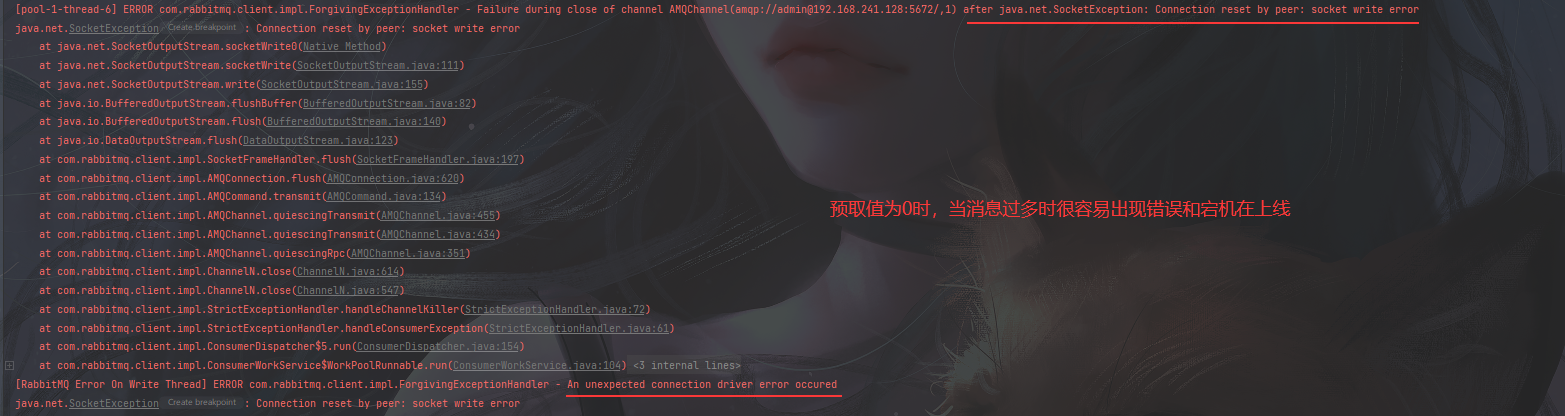 [pool-1-thread-6] ERROR com.rabbitmq.client.impl.ForgivingExceptionHandler - Failure during close of channel AMQChannel(amqp://admin@192.168.241.128:5672/,1) after java.net.SocketException: Connection reset by peer: socket write error
java.net.SocketException Create breakpoint : Connection reset by peer: socket write error
at java.net.SocketOutputStream.socketWrite0(Native Method)
at java.net.SocketOutputStream.socketWrite(SocketOutputStream.java:111)
at java.net.SocketOutputStream.write(SocketOutputStream.java:155)
at java.io.BufferedOutputStream.flushBuffer(BufferedOutputStream.java:82)
at java.io.BufferedOutputStream.flush(BufferedOutputStream.java:140)
at java.io.DataOutputStream.flush(DataOutputStream.java:123)
at com.rabbitmq.client.impl.SocketFrameHandler.flush(SocketFrameHandler.java:197)
at com.rabbitmq.client.impl.AMQConnection.flush(AMQConnection.java:620)
at com.rabbitmq.client.impl.AMQCommand.transmit(AMQCommand.java:134)
at com.rabbitmq.client.impl.AMQChannel.quiescingTransmit(AMQChannel.java:455)
预取值为0时，当消息过多时很容易出现错误和宕机在上线
at com.rabbitmq.client.impl.AMQChannel.quiescingTransmit(AMQChannel.java:434)
at com.rabbitmq.client.impl.AMQChannel.quiescingRpc(AMQChannel.java:351)
at com.rabbitmq.client.impl.ChannelN.close(ChannelN.java:614)
at com.rabbitmq.client.impl.ChannelN.close(ChannelN.java:547)
at com.rabbitmq.client.impl.StrictExceptionHandler.handleChannelKiller(StrictExceptionHandler.java:72)
at com.rabbitmq.client.impl.StrictExceptionHandler.handleConsumerException(StrictExceptionHandler.java:61)
at com.rabbitmq.client.impl.ConsumerDispatcher$5.run(ConsumerDispatcher.java:154)
at com.rabbitmq.client.impl.ConsumerWorkService$WorkPoolRunnable.run(ConsumerWorkService.java:104) <3 internal lines>
[RabbitMQ Error On Write Thread] ERROR com.rabbitmq.client.impl.ForgivingExceptionHandler - An unexpected connection driver error occured
java.net.SocketException Create breakpoint : Connection reset by peer: socket write error